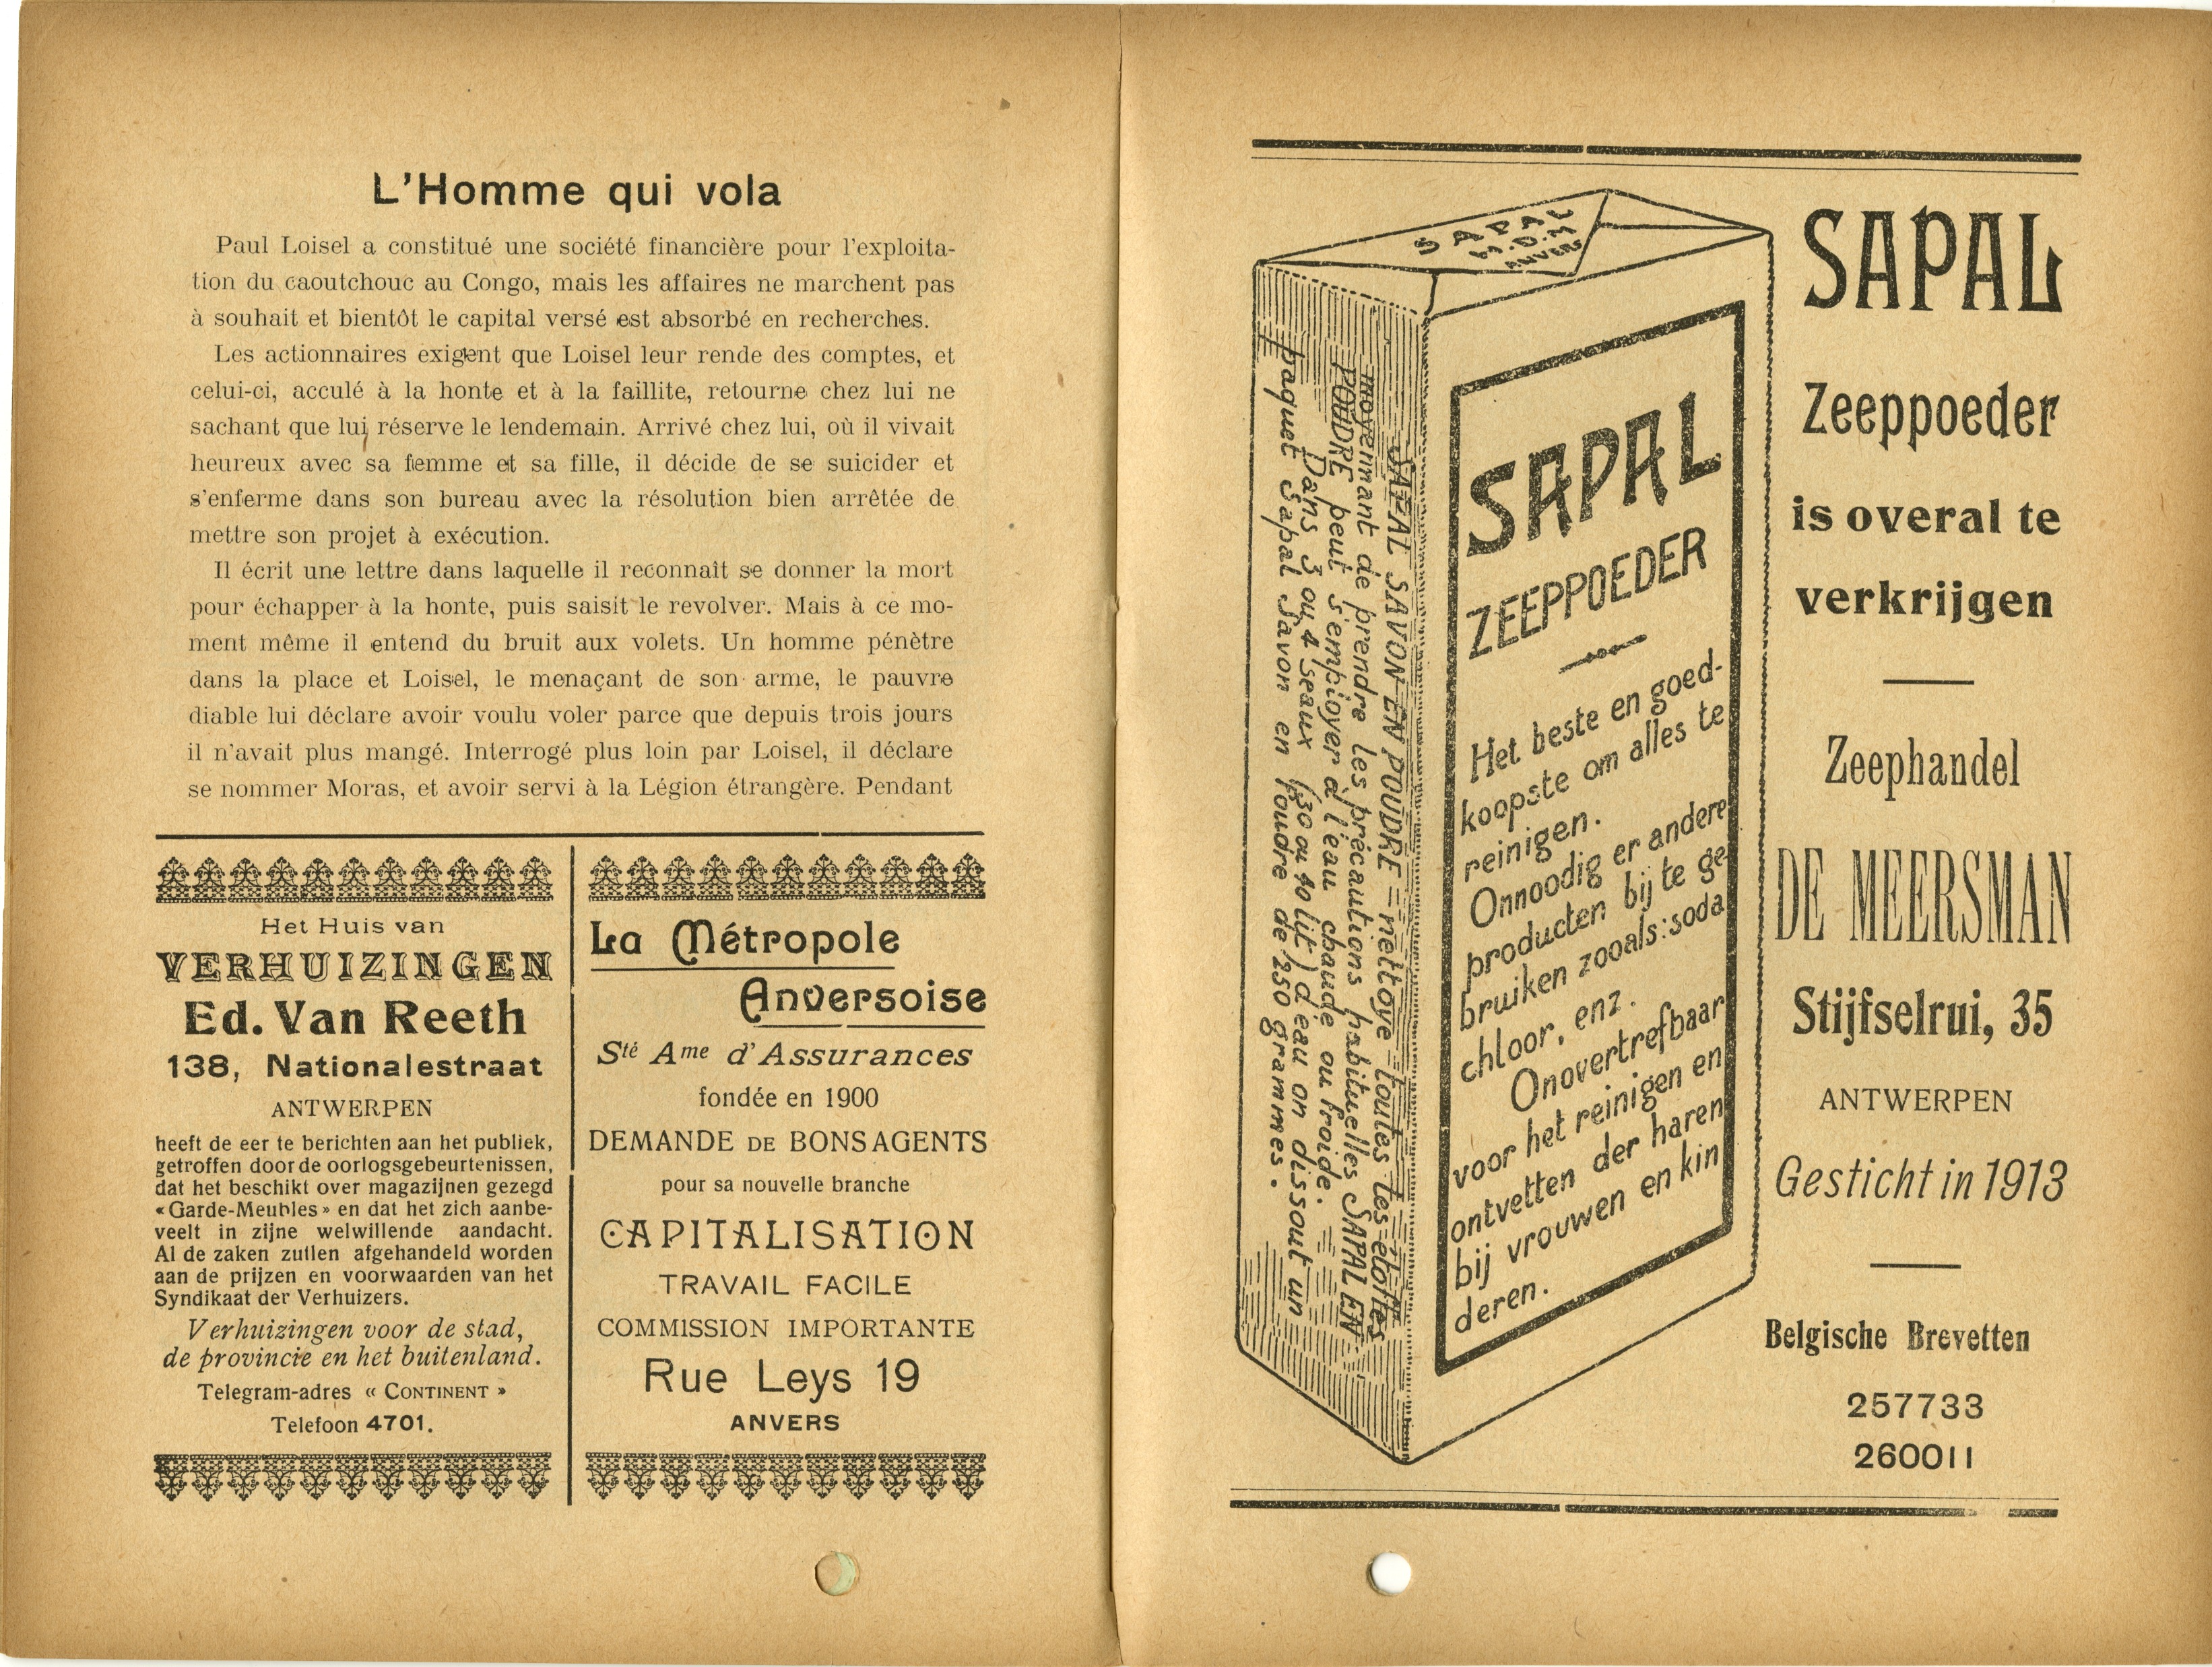 L'Homme qui vola
Paul Loisel a constitué une société financière pour l'exploita-
tion du caoutchouc au Congo, mais les affaires ne marchent pas
à souhait et bientôt le capital versé est absorbé en recherches.
Les actionnaires exigent que Loisel leur rende des comptes, et
celui-ci, acculé à la honte et à la faillite, retourne chez lui ne
sachant que lui réserve le lendemain. Arrivé chez lui, où il vivait
heureux avec sa femme et sa fille, il décide de se suicider et
s'enferme dans son bureau avec la résolution bien arrêtée de
mettre son projet à exécution.
Il écrit une lettre dans laquelle il reconnaît se donner la mort
pour échapper à la honte, puis saisit le revolver. Mais à ce mo-
ment même il entend du bruit aux volets. Un homme pénètre
dans la place et Loisel, le menaçant de son arme, le pauvre
diable lui déclare avoir voulu voler parce que depuis trois jours
il n'avait plus mangé. Interrogé plus loin par Loisel, il déclare
se nommer Moras, et avoir servi à la Légion étrangère. Pendant
Het Huis van
VERHUIZINGEN
Ed. Van Reeth
138, Nationalestraat
ANTWERPEN
heeft de eer te berichten aan het publiek,
getroffen door de oorlogsgebeurtenissen,
dat het beschikt over magazijnen gezegd
«Garde-Meubles» en dat het zich aanbe-
veelt in zijne welwillende aandacht.
Al de zaken zullen afgehandeld worden
aan de prijzen en voorwaarden van het
Syndikaat der Verhuizers.
Verhuizingen voor de stad,
de provincie en het buitenland.
Telegram-adres « CONTINENT »
Telefoon 4701.
La Métropole
Anversoise
Sté Ame d'Assurances
fondée en 1900
DEMANDE DE BONS AGENTS
pour sa nouvelle branche
CAPITALISATION
TRAVAIL FACILE
COMMISSION IMPORTANTE
Rue Leys 19
ANVERS
SAPAL
M.D.M
ANVERS
SAPAL SAVON EN POUDRE = nettoye toutes les etoffes
moyennant de prendre les précautions habituelles SAPAL EN
POUDRE peut s'employer à l'eau chaude ou froide.
Dans 3 ou 4 seaux (30 ou 40 lit) d'eau on dissout un
paquet Sapal Savon en Poudre de 250 grammes.
SAPAL
ZEEPPOEDER
Het beste en goed-
koopste om alles te
reinigen.
Onnoodig er andere
producten bij te ge-
bruiken zooals: soda
chloor, enz.
Onovertrefbaar
voor het reinigen en
ontvetten der haren
bij vrouwen en kin
deren.
SAPAL
Zeeppoeder
is overal te
verkrijgen
Zeephandel
DE MEERSMAN
Stijfselrui, 35
ANTWERPEN
Gesticht in 1913
Belgische Brevetten
257733
260011